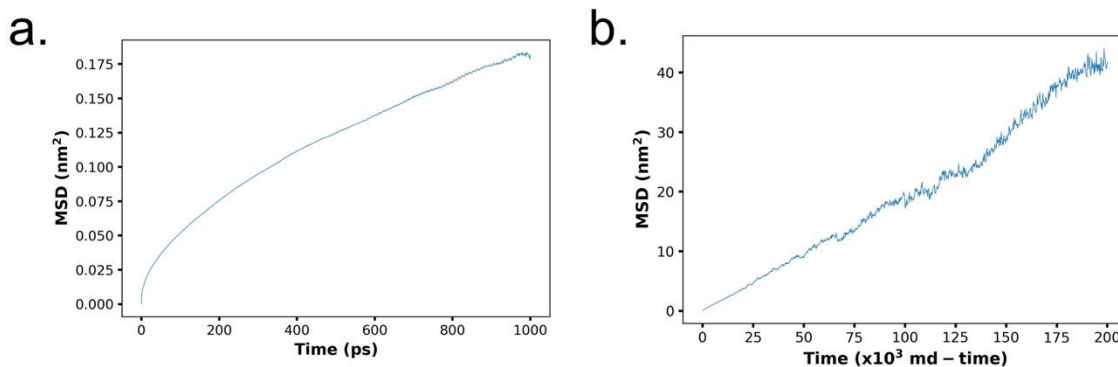 a.
MSD (nm²)
0.175
0.150
0.125
0.100
0.075
0.050
0.025
0.000
0 200 400 600 800 1000
Time (ps)
b.
MSD (nm²)
40
30
20
10
0
0 25 50 75 100 125 150 175 200
Time (x10³ md − time)